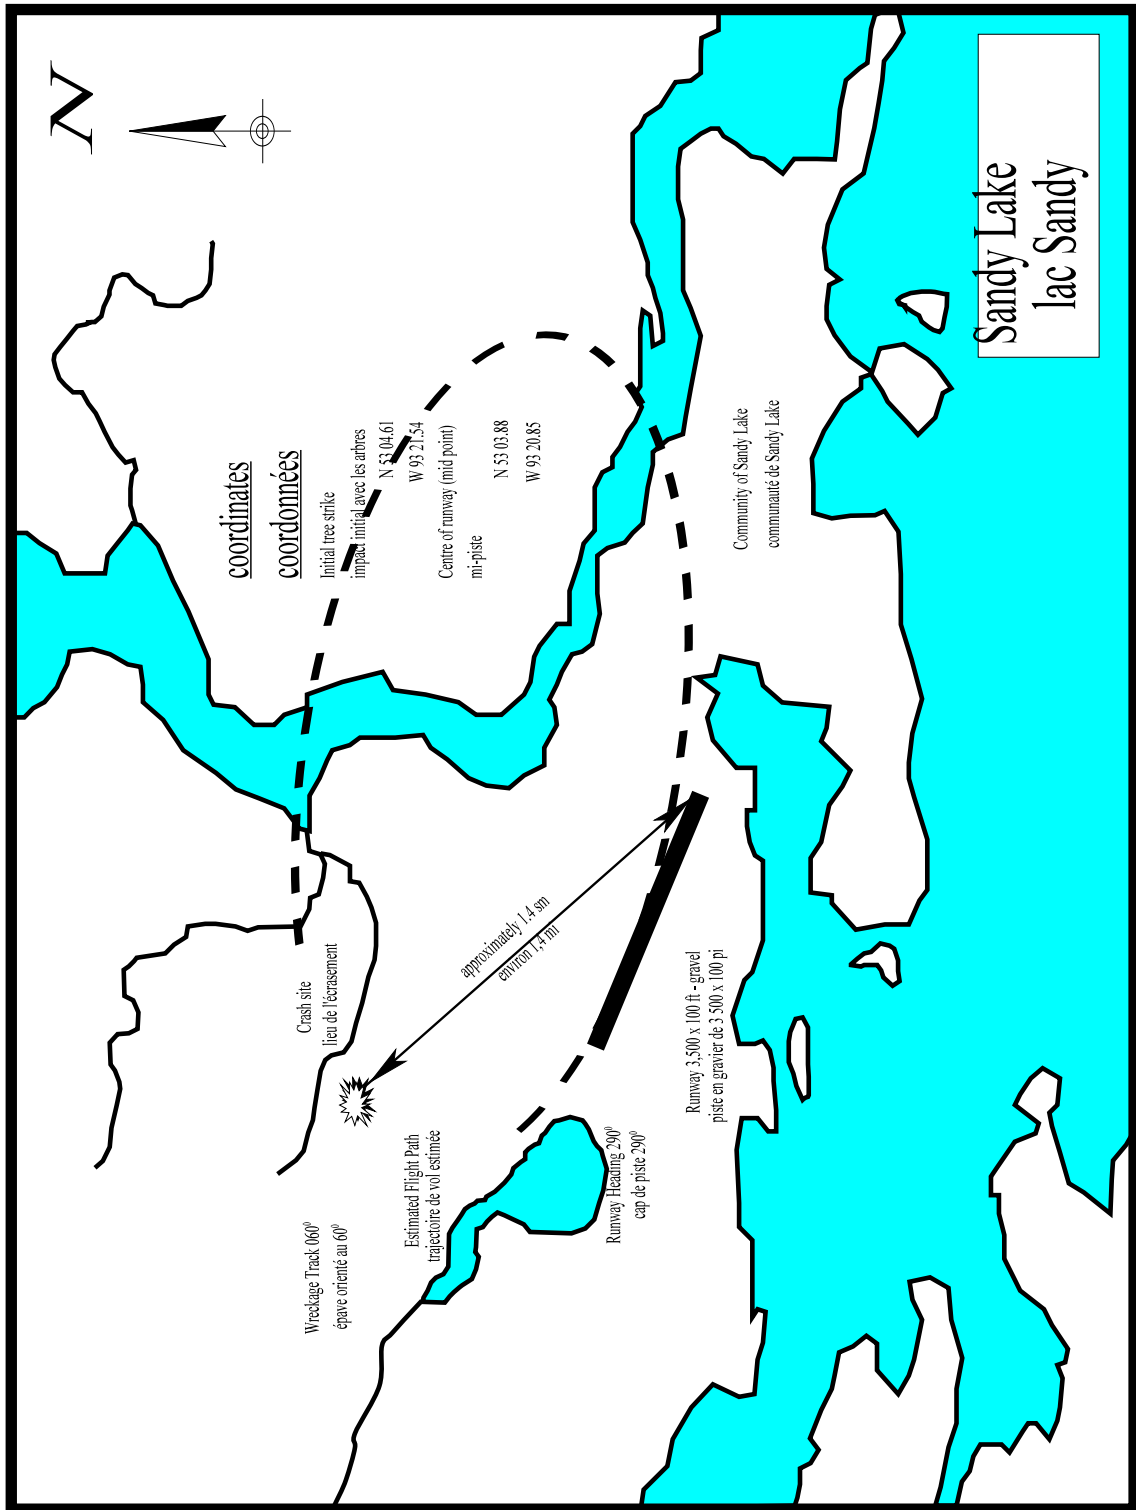 N
coordinates
coordonnées
Initial tree strike
impact initial avec les arbres
N 53 04.61
W 93 21.54
Centre of runway (mid point)
mi-piste
N 53 03.88
W 93 20.85
Sandy Lake
lac Sandy
Community of Sandy Lake
communauté de Sandy Lake
Crash site
lieu de l'écrasement
approximately 1.4 sm
environ 1,4 mi
Runway 3,500 x 100 ft - gravel
piste en gravier de 3 500 x 100 pi
Wreckage Track 060⁰
épave orienté au 60⁰
Estimated Flight Path
trajectoire de vol estimée
Runway Heading 290⁰
cap de piste 290⁰